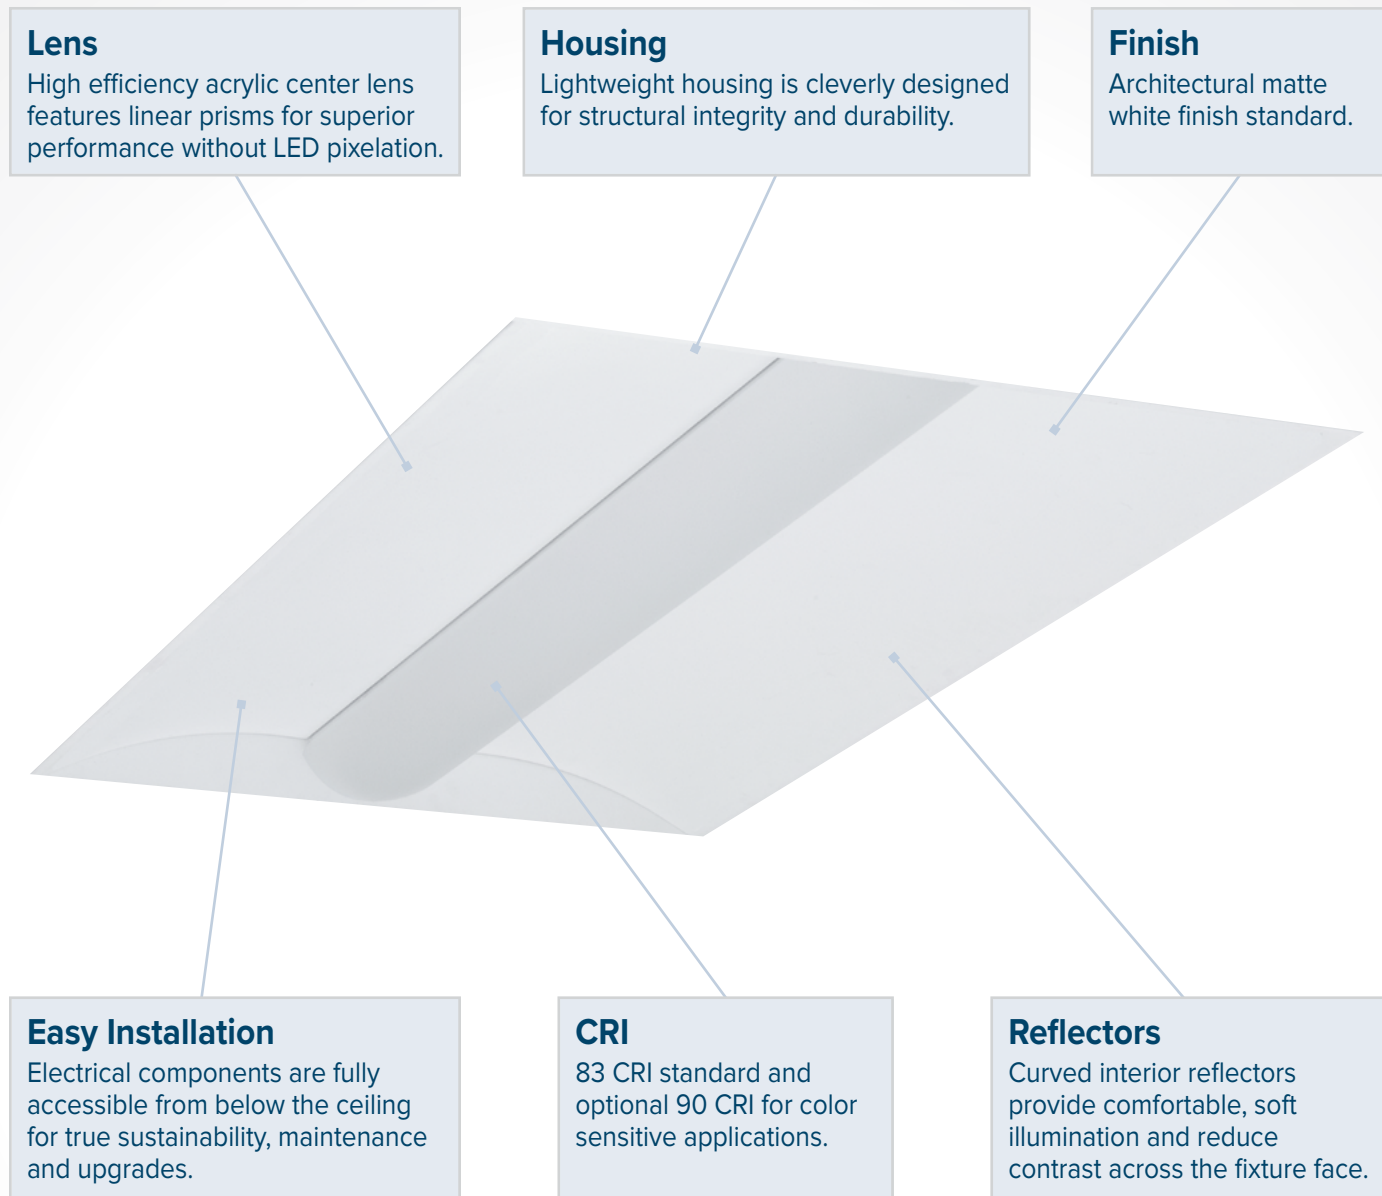 Lens
High efficiency acrylic center lens
features linear prisms for superior
performance without LED pixelation.
Housing
Lightweight housing is cleverly designed
for structural integrity and durability.
Finish
Architectural matte
white finish standard.
Easy Installation
Electrical components are fully
accessible from below the ceiling
for true sustainability, maintenance
and upgrades.
CRI
83 CRI standard and
optional 90 CRI for color
sensitive applications.
Reflectors
Curved interior reflectors
provide comfortable, soft
illumination and reduce
contrast across the fixture face.